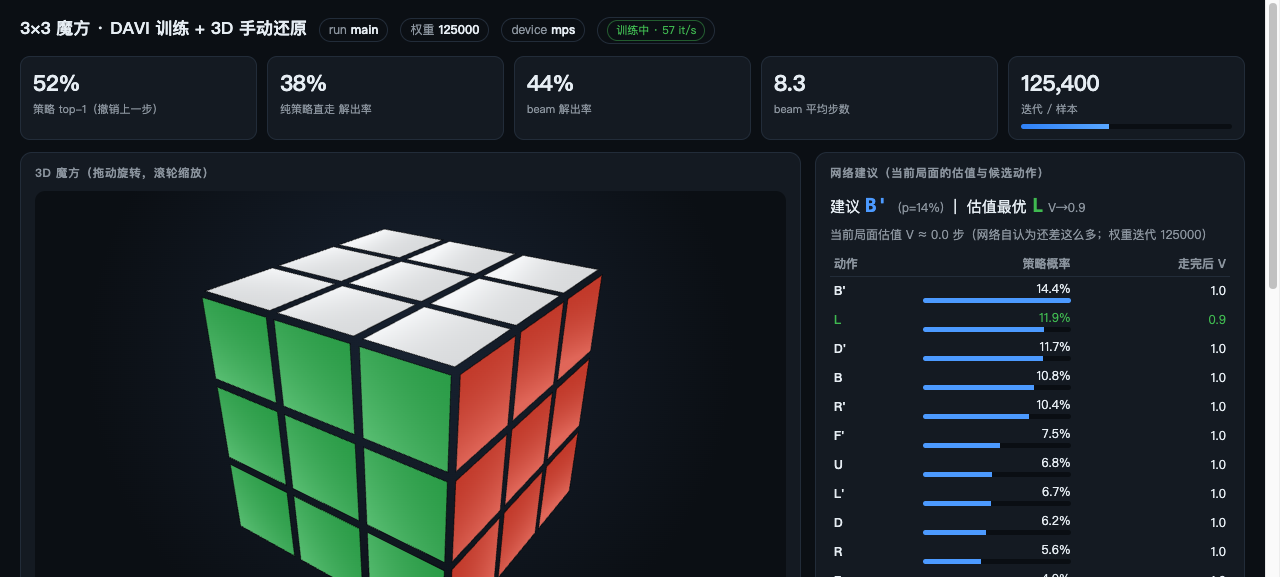 3×3 魔方 · DAVI 训练 + 3D 手动还原
run main
权重 125000
device mps
训练中 · 57 it/s
52%
策略 top-1（撤销上一步）
38%
纯策略直走 解出率
44%
beam 解出率
8.3
beam 平均步数
125,400
迭代 / 样本
3D 魔方（拖动旋转，滚轮缩放）
网络建议（当前局面的估值与候选动作）
建议 B' (p=14%) | 估值最优 L V→0.9
当前局面估值 V ≈ 0.0 步（网络自认为还差这么多；权重迭代 125000）
动作 策略概率 走完后 V
B' 14.4% 1.0
L 11.9% 0.9
D' 11.7% 1.0
B 10.8% 1.0
R' 10.4% 1.0
F' 7.5% 1.0
U 6.8% 1.0
L' 6.7% 1.0
D 6.2% 1.0
R 5.6% 1.0